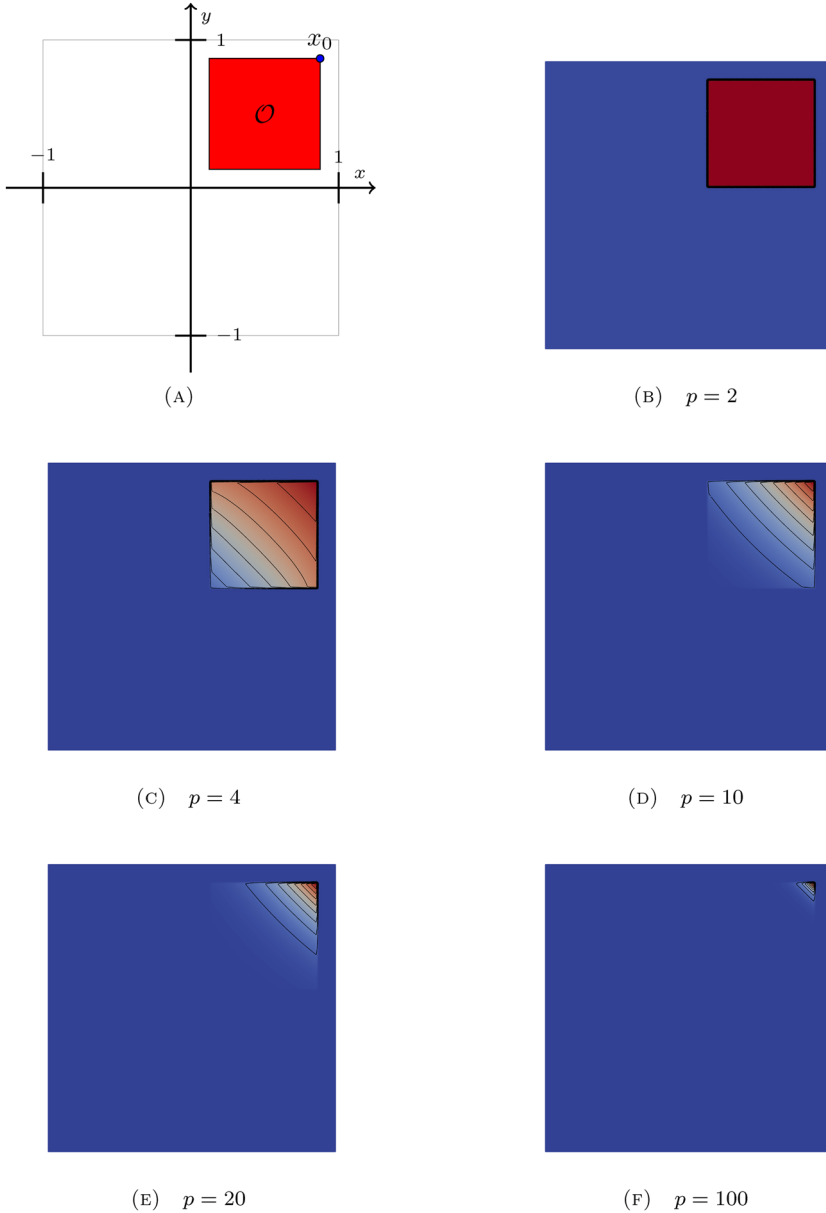 y
1
x₀
𝒪
−1
1
x
−1
(A)
(B) p = 2
(C) p = 4
(D) p = 10
(E) p = 20
(F) p = 100